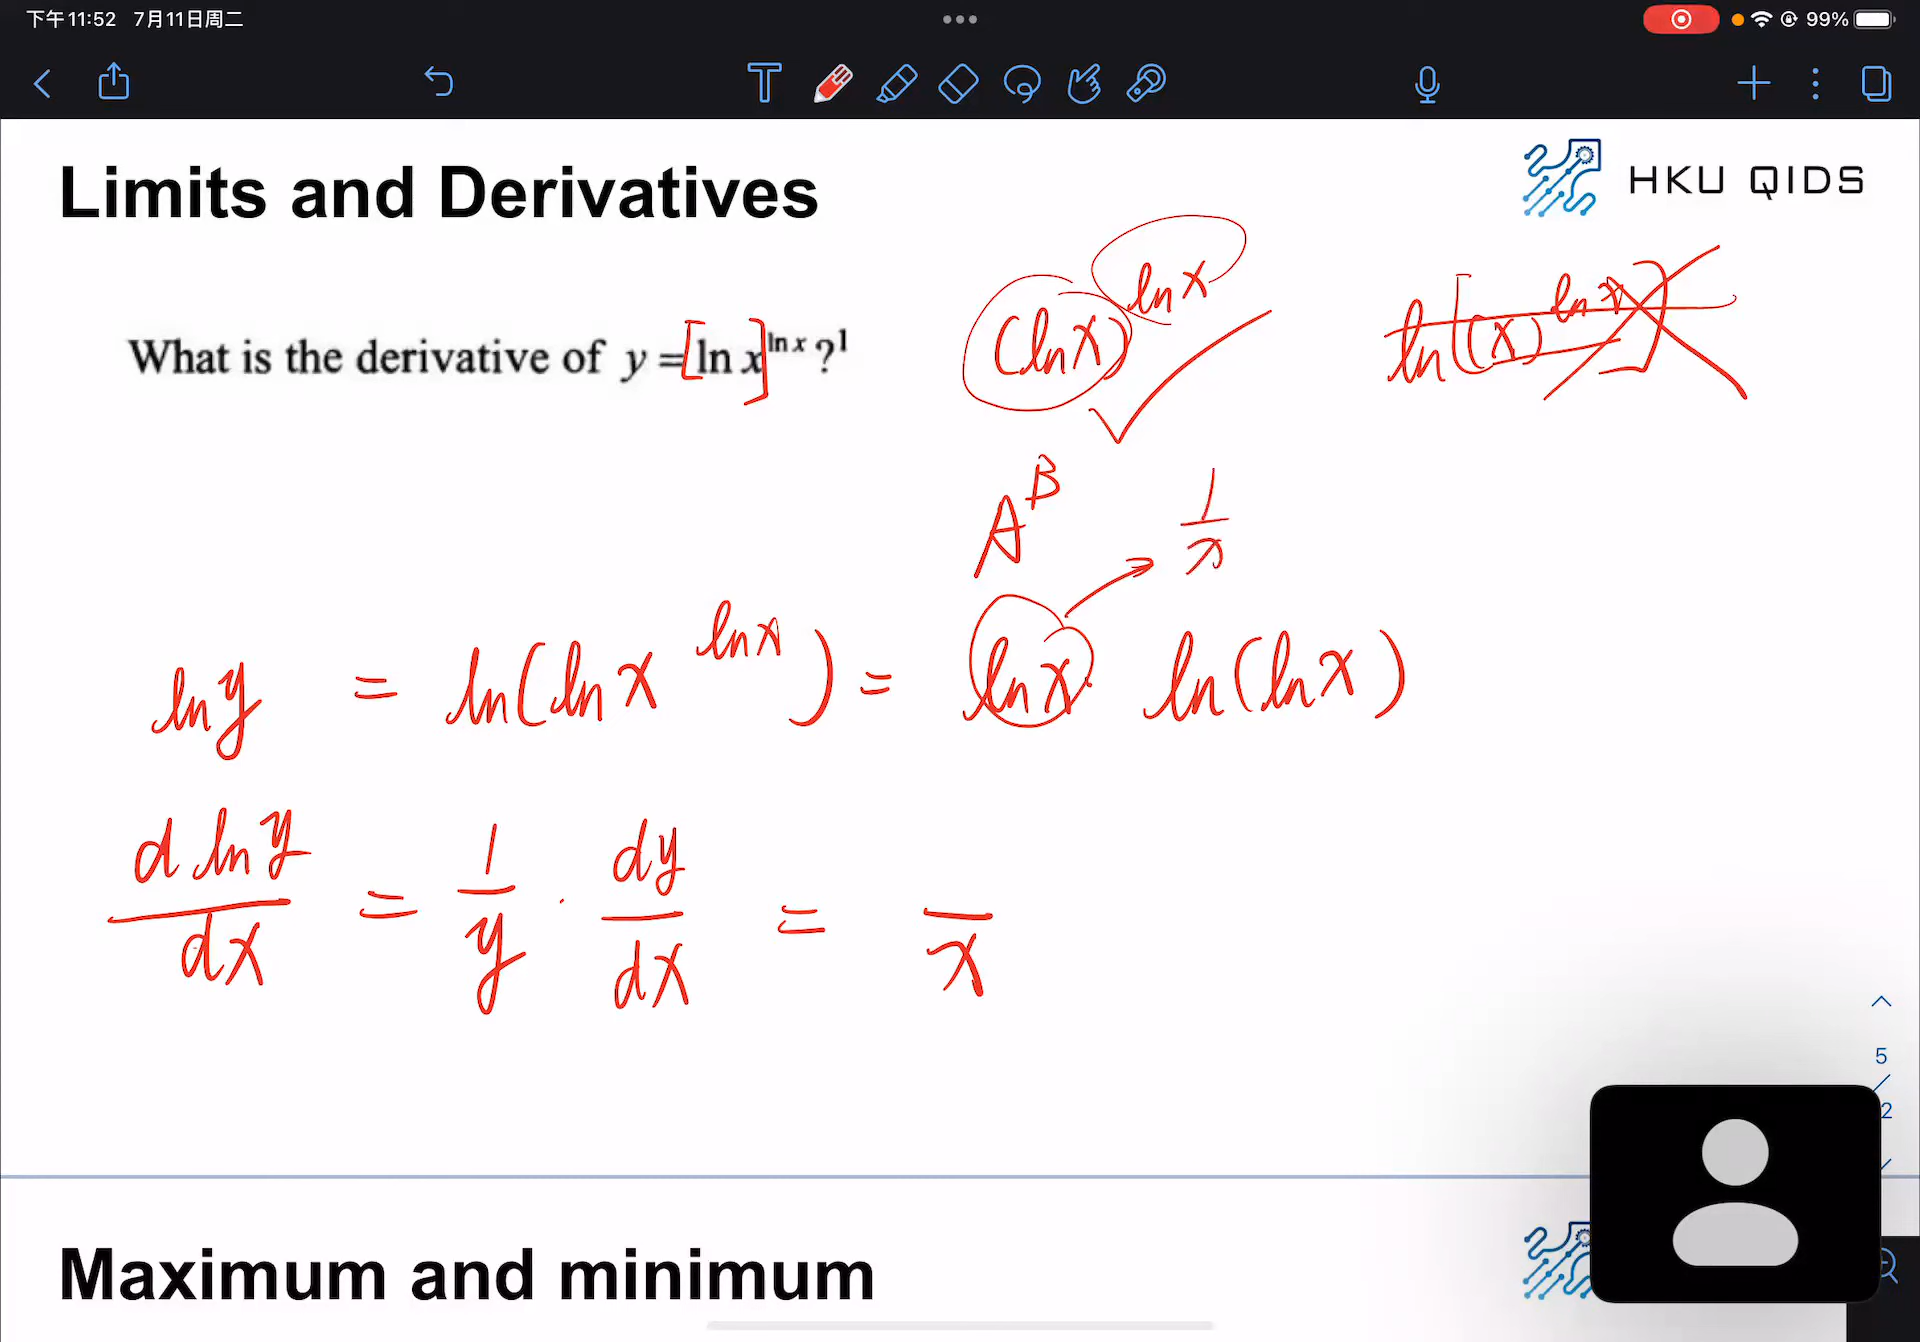 下午11:52 7月11日周二
99%
Limits and Derivatives
HKU QIDS
What is the derivative of y = [ln x]^{ln x} ?¹
(ln x)^{ln x}
ln[(x)^{ln x}]
A^B
1/x
ln y = ln(ln x^{ln x}) = ln x · ln(ln x)
d ln y/dx = 1/y · dy/dx = /x
5
2
Maximum and minimum